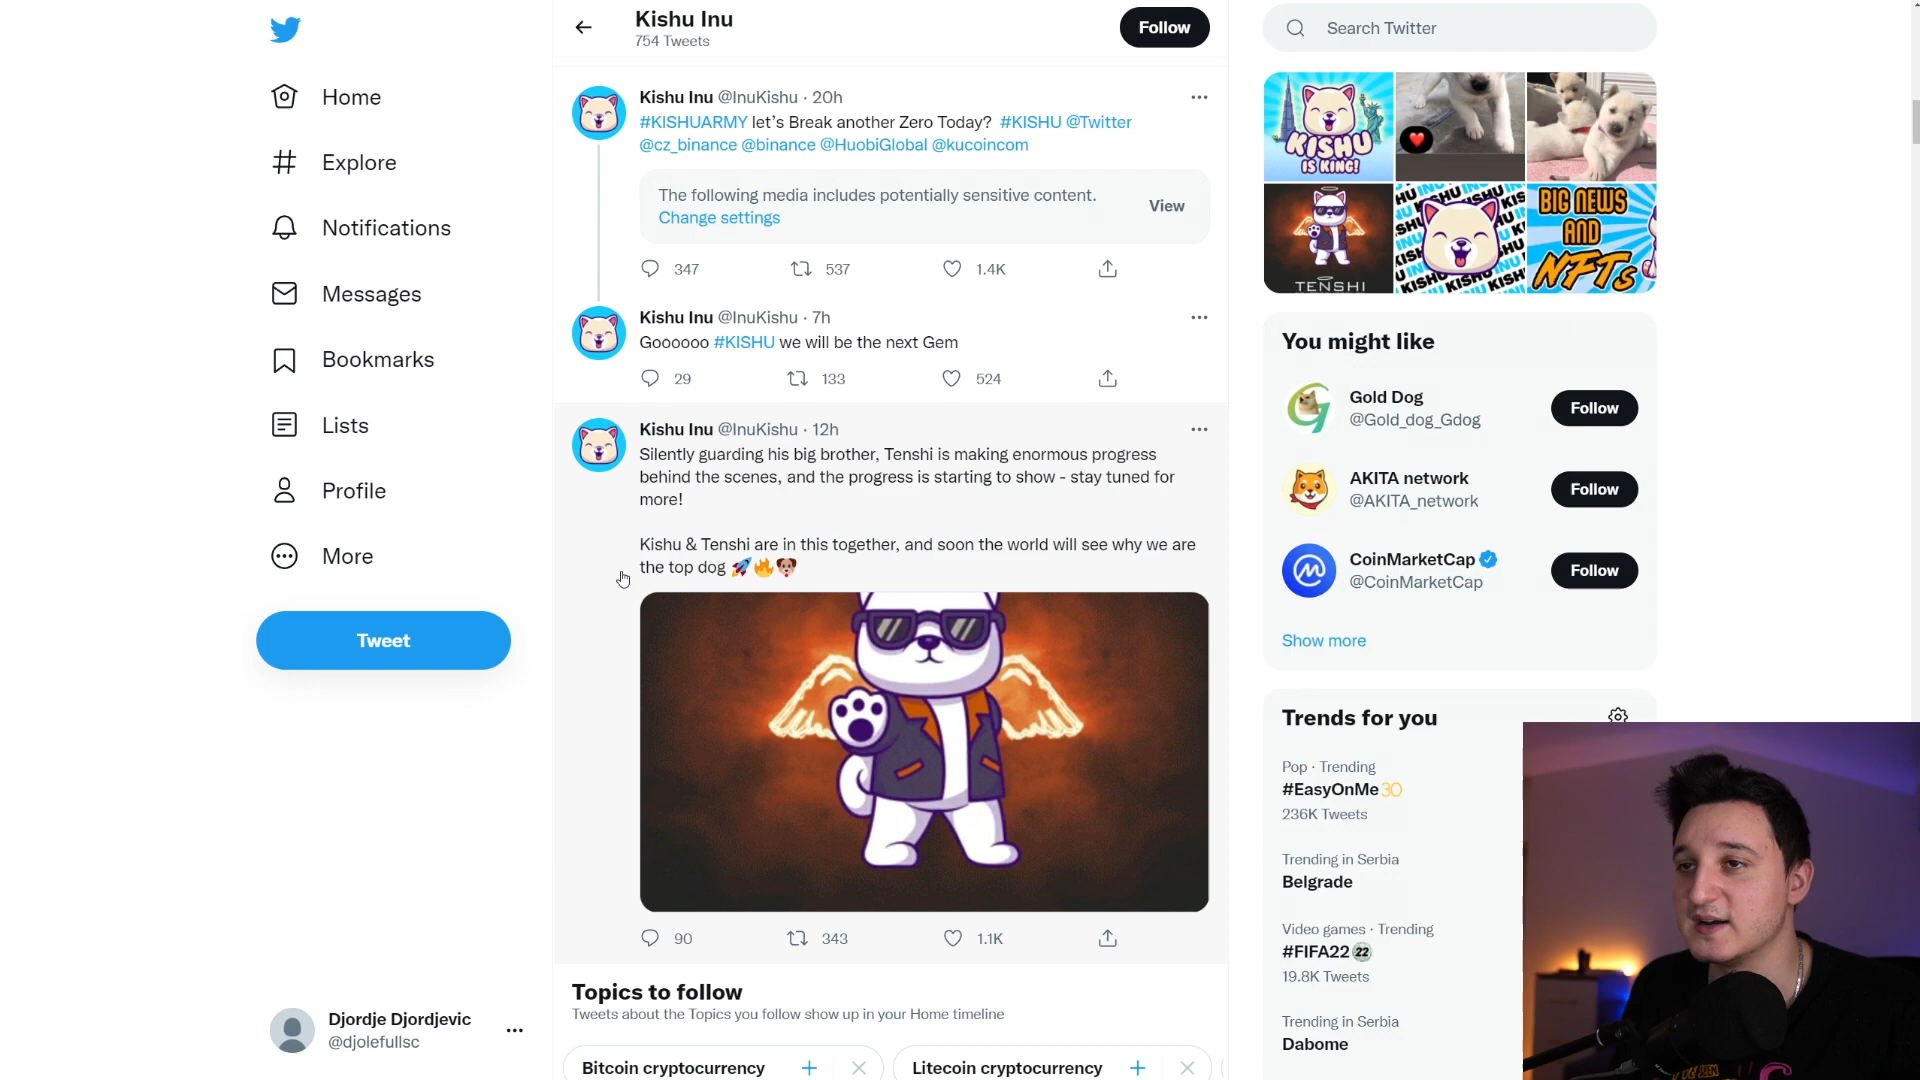 Kishu Inu
754 Tweets
Follow
Search Twitter
Home
Explore
Notifications
Messages
Bookmarks
Lists
Profile
More
Tweet
Djordje Djordjevic
@djolefullsc
Kishu Inu @InuKishu · 20h
#KISHUARMY let's Break another Zero Today? #KISHU @Twitter
@cz_binance @binance @HuobiGlobal @kucoincom
The following media includes potentially sensitive content.
Change settings
View
347 537 1.4K
Kishu Inu @InuKishu · 7h
Goooooo #KISHU we will be the next Gem
29 133 524
Kishu Inu @InuKishu · 12h
Silently guarding his big brother, Tenshi is making enormous progress
behind the scenes, and the progress is starting to show - stay tuned for
more!
Kishu & Tenshi are in this together, and soon the world will see why we are
the top dog 🚀🔥🐶
90 343 1.1K
Topics to follow
Tweets about the Topics you follow show up in your Home timeline
Bitcoin cryptocurrency
Litecoin cryptocurrency
KISHU
IS KING!
TENSHI
KISHU INU
BIG NEWS
AND
NFTs
You might like
Gold Dog
@Gold_dog_Gdog
Follow
AKITA network
@AKITA_network
Follow
CoinMarketCap
@CoinMarketCap
Follow
Show more
Trends for you
Pop · Trending
#EasyOnMe
236K Tweets
Trending in Serbia
Belgrade
Video games · Trending
#FIFA22
19.8K Tweets
Trending in Serbia
Dabome